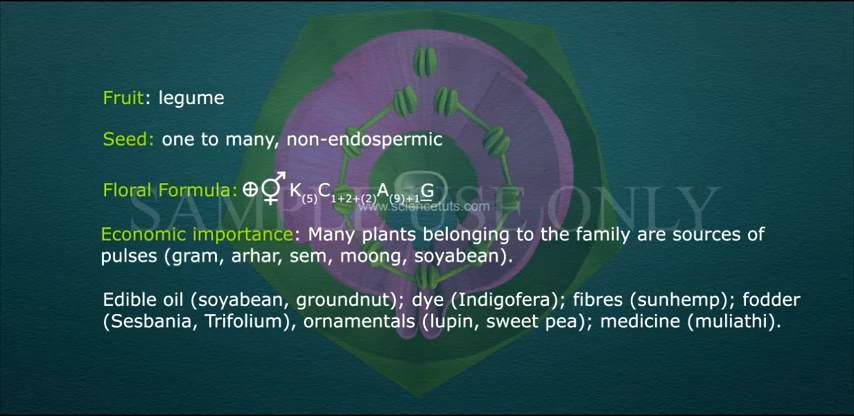 Fruit: legume
Seed: one to many, non-endospermic
Floral Formula: ⊕⚥ K(5)C1+2+(2)A(9)+1G
www.sciencetuts.com
SAMPLE USE ONLY
Economic importance: Many plants belonging to the family are sources of
pulses (gram, arhar, sem, moong, soyabean).
Edible oil (soyabean, groundnut); dye (Indigofera); fibres (sunhemp); fodder
(Sesbania, Trifolium), ornamentals (lupin, sweet pea); medicine (muliathi).